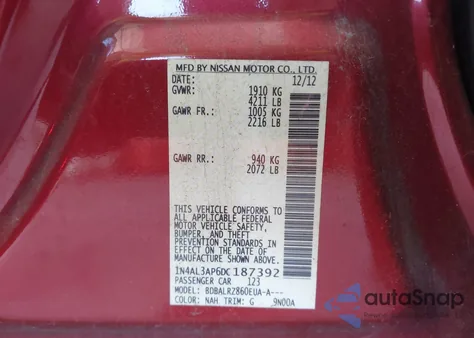 MFD BY NISSAN MOTOR CO., LTD.
DATE: 12/12
GVWR: 1910 KG
4211 LB
GAWR FR.: 1005 KG
2216 LB
GAWR RR.: 940 KG
2072 LB
THIS VEHICLE CONFORMS TO
ALL APPLICABLE FEDERAL
MOTOR VEHICLE SAFETY,
BUMPER, AND THEFT
PREVENTION STANDARDS
IN EFFECT ON THE DATE OF
MANUFACTURE SHOWN ABOVE.
1N4AL3AP6DC187392
PASSENGER CAR 123
MODEL: BDBALRZ860EUA-A---
COLOR: NAH TRIM: G 9N00A
autoSnap